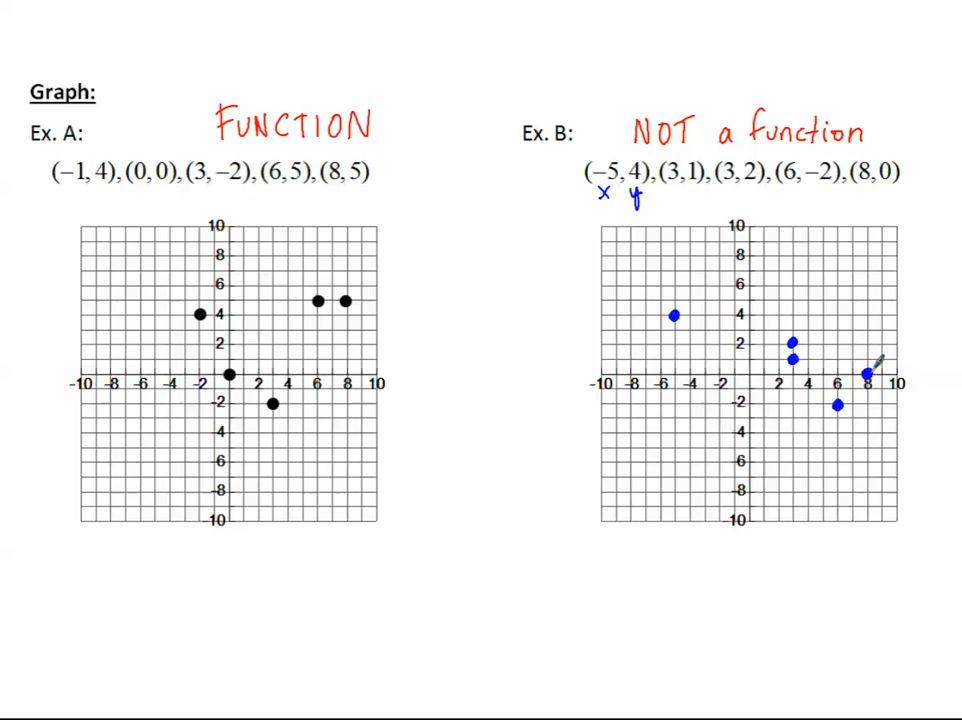 Graph:
FUNCTION
Ex. A:
(−1, 4), (0, 0), (3, −2), (6, 5), (8, 5)
10
8
6
4
2
-10 -8 -6 -4 -2 2 4 6 8 10
-2
-4
-6
-8
-10
NOT a function
Ex. B:
(−5, 4), (3,1), (3, 2), (6, −2), (8, 0)
x y
10
8
6
4
2
-10 -8 -6 -4 -2 2 4 6 8 10
-2
-4
-6
-8
-10